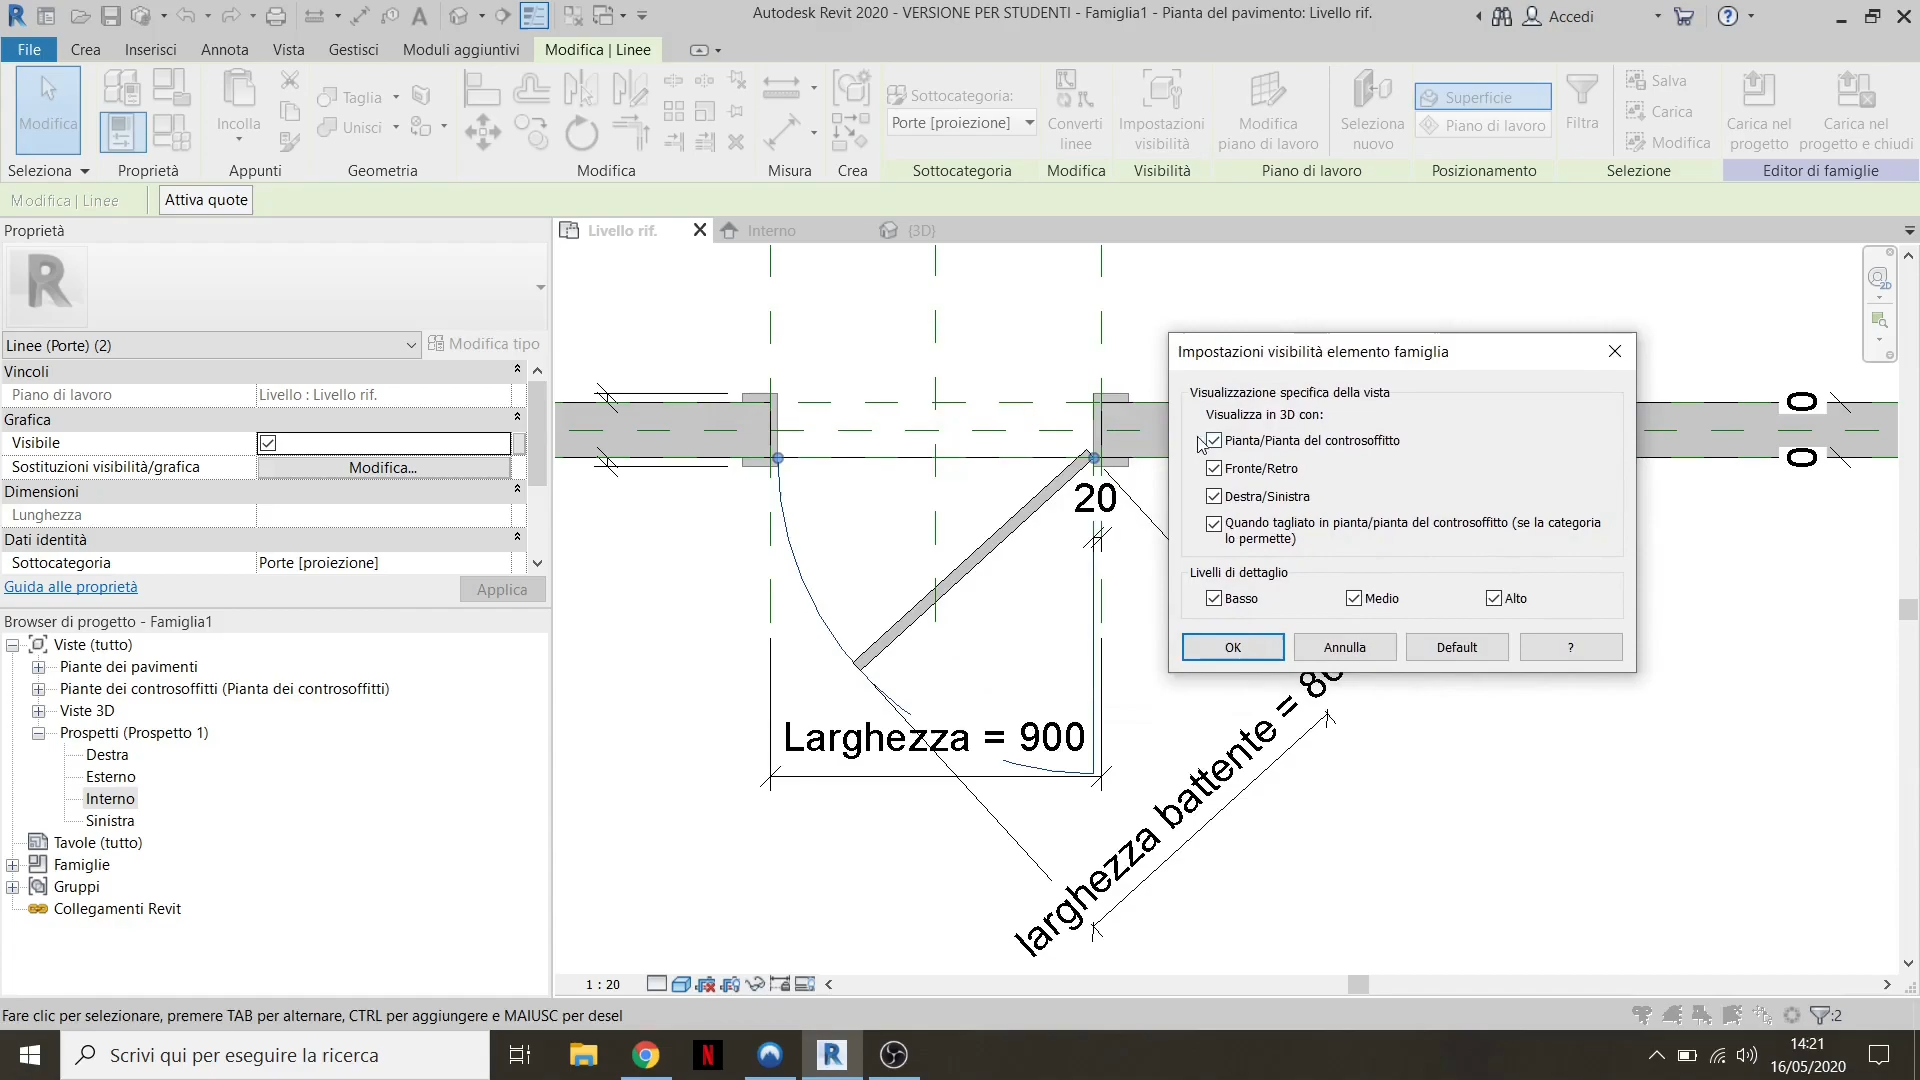 Autodesk Revit 2020 - VERSIONE PER STUDENTI - Famiglia1 - Pianta del pavimento: Livello rif.
Accedi
File Crea Inserisci Annota Vista Gestisci Moduli aggiuntivi Modifica | Linee
Modifica
Incolla
Taglia
Unisci
Sottocategoria:
Porte [proiezione]
Converti linee
Impostazioni visibilità
Modifica piano di lavoro
Seleziona nuovo
Superficie
Piano di lavoro
Filtra
Salva
Carica
Modifica
Carica nel progetto
Carica nel progetto e chiudi
Seleziona Proprietà Appunti Geometria Modifica Misura Crea Sottocategoria Modifica Visibilità Piano di lavoro Posizionamento Selezione Editor di famiglie
Modifica | Linee Attiva quote
Proprietà
R
Linee (Porte) (2) Modifica tipo
Vincoli
Piano di lavoro Livello : Livello rif.
Grafica
Visibile
Sostituzioni visibilità/grafica Modifica...
Dimensioni
Lunghezza
Dati identità
Sottocategoria Porte [proiezione]
Guida alle proprietà Applica
Browser di progetto - Famiglia1
Viste (tutto)
Piante dei pavimenti
Piante dei controsoffitti (Pianta dei controsoffitti)
Viste 3D
Prospetti (Prospetto 1)
Destra
Esterno
Interno
Sinistra
Tavole (tutto)
Famiglie
Gruppi
Collegamenti Revit
Livello rif. Interno {3D}
20
Larghezza = 900
larghezza battente = 
0
0
2D
Impostazioni visibilità elemento famiglia
Visualizzazione specifica della vista
Visualizza in 3D con:
Pianta/Pianta del controsoffitto
Fronte/Retro
Destra/Sinistra
Quando tagliato in pianta/pianta del controsoffitto (se la categoria
lo permette)
Livelli di dettaglio
Basso Medio Alto
OK Annulla Default ?
1 : 20
Fare clic per selezionare, premere TAB per alternare, CTRL per aggiungere e MAIUSC per desel
:2
Scrivi qui per eseguire la ricerca
14:21
16/05/2020